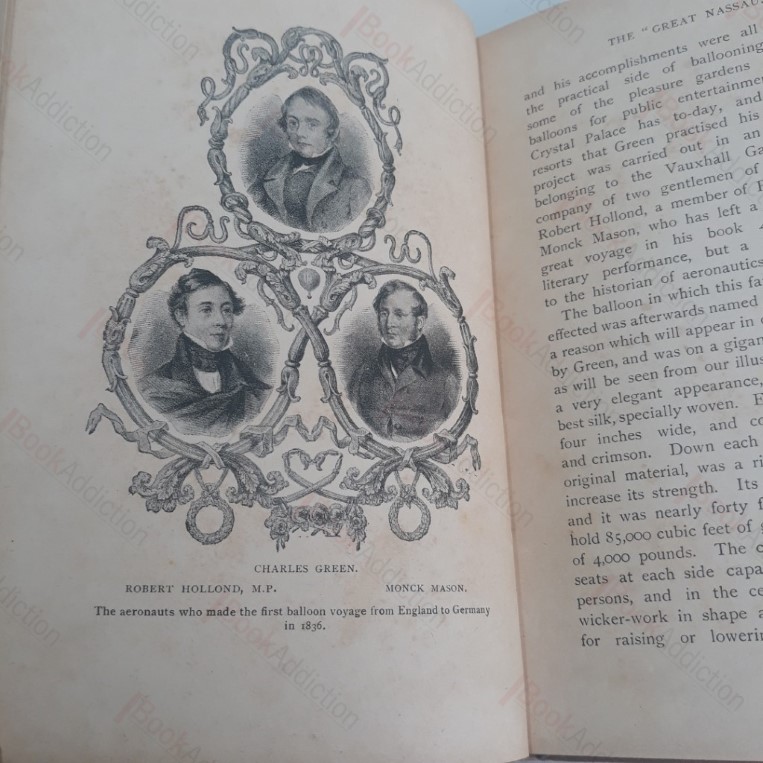 CHARLES GREEN.
ROBERT HOLLOND, M.P. MONCK MASON.
The aeronauts who made the first balloon voyage from England to Germany
in 1836.
THE "GREAT NASSAU
and his accomplishments were all
the practical side of ballooning
some of the pleasure gardens
balloons for public entertainmen
Crystal Palace has to-day, and
resorts that Green practised his
project was carried out in an
belonging to the Vauxhall Ga
company of two gentlemen of
Robert Hollond, a member of
Monck Mason, who has left a
great voyage in his book
literary performance, but a
to the historian of aeronautics
The balloon in which this fa
effected was afterwards named
a reason which will appear in
by Green, and was on a gigan
as will be seen from our illus
a very elegant appearance,
best silk, specially woven. E
four inches wide, and co
and crimson. Down each
original material, was a ri
increase its strength. Its
and it was nearly forty f
hold 85,000 cubic feet of g
of 4,000 pounds. The c
seats at each side capa
persons, and in the ce
wicker-work in shape a
for raising or lowerin
BookAddiction